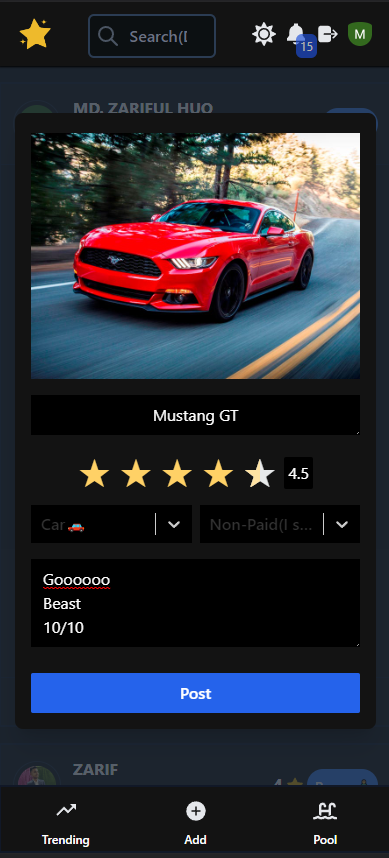 Search(
15
M
MD. ZARIFUL HUQ
Mustang GT
4.5
Car🚗
Non-Paid(I s...
Goooooo
Beast
10/10
Post
ZARIF
4
Trending
Add
Pool